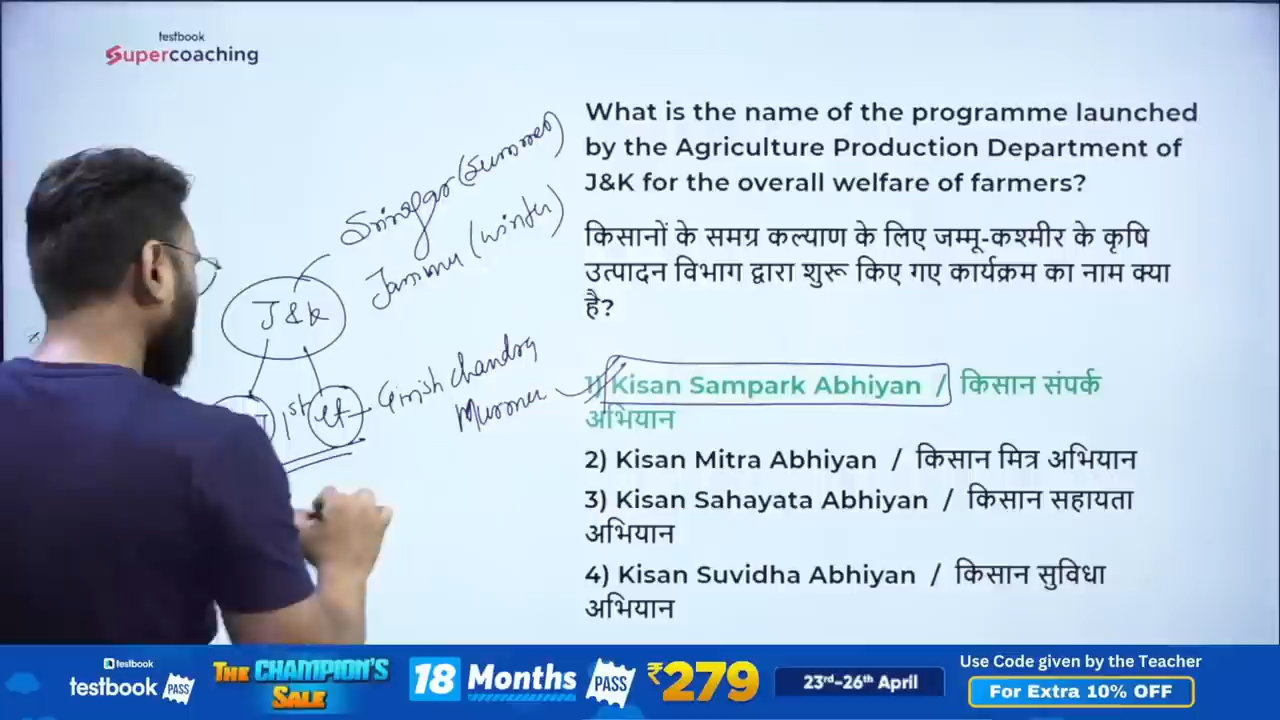 testbook
Supercoaching
What is the name of the programme launched
by the Agriculture Production Department of
J&K for the overall welfare of farmers?
किसानों के समग्र कल्याण के लिए जम्मू-कश्मीर के कृषि
उत्पादन विभाग द्वारा शुरू किए गए कार्यक्रम का नाम क्या
है?
1) Kisan Sampark Abhiyan / किसान संपर्क
अभियान
2) Kisan Mitra Abhiyan / किसान मित्र अभियान
3) Kisan Sahayata Abhiyan / किसान सहायता
अभियान
4) Kisan Suvidha Abhiyan / किसान सुविधा
अभियान
Srinagar (Summer)
Jammu (winter)
J&K
1st
Girish chandra
Murmu
testbook
testbook PASS
THE CHAMPION'S
SALE
18 Months
PASS
₹279
23rd-26th April
Use Code given by the Teacher
For Extra 10% OFF